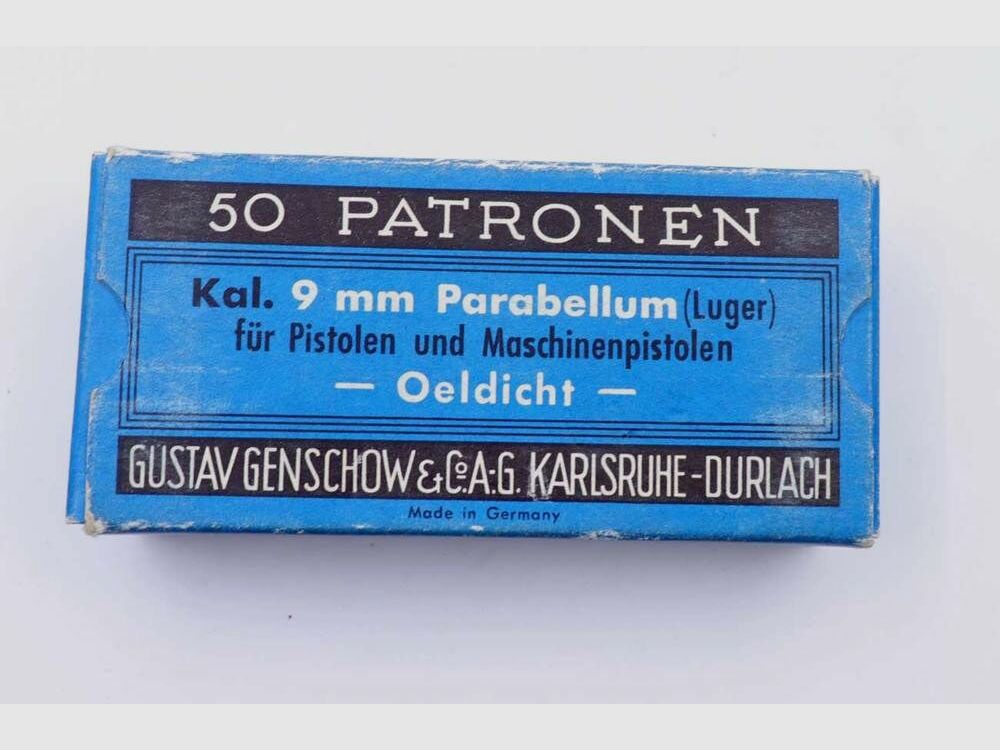 50 PATRONEN
Kal. 9 mm Parabellum (Luger)
für Pistolen und Maschinenpistolen
— Oeldicht —
GUSTAV GENSCHOW & Co. A:G. KARLSRUHE-DURLACH
Made in Germany